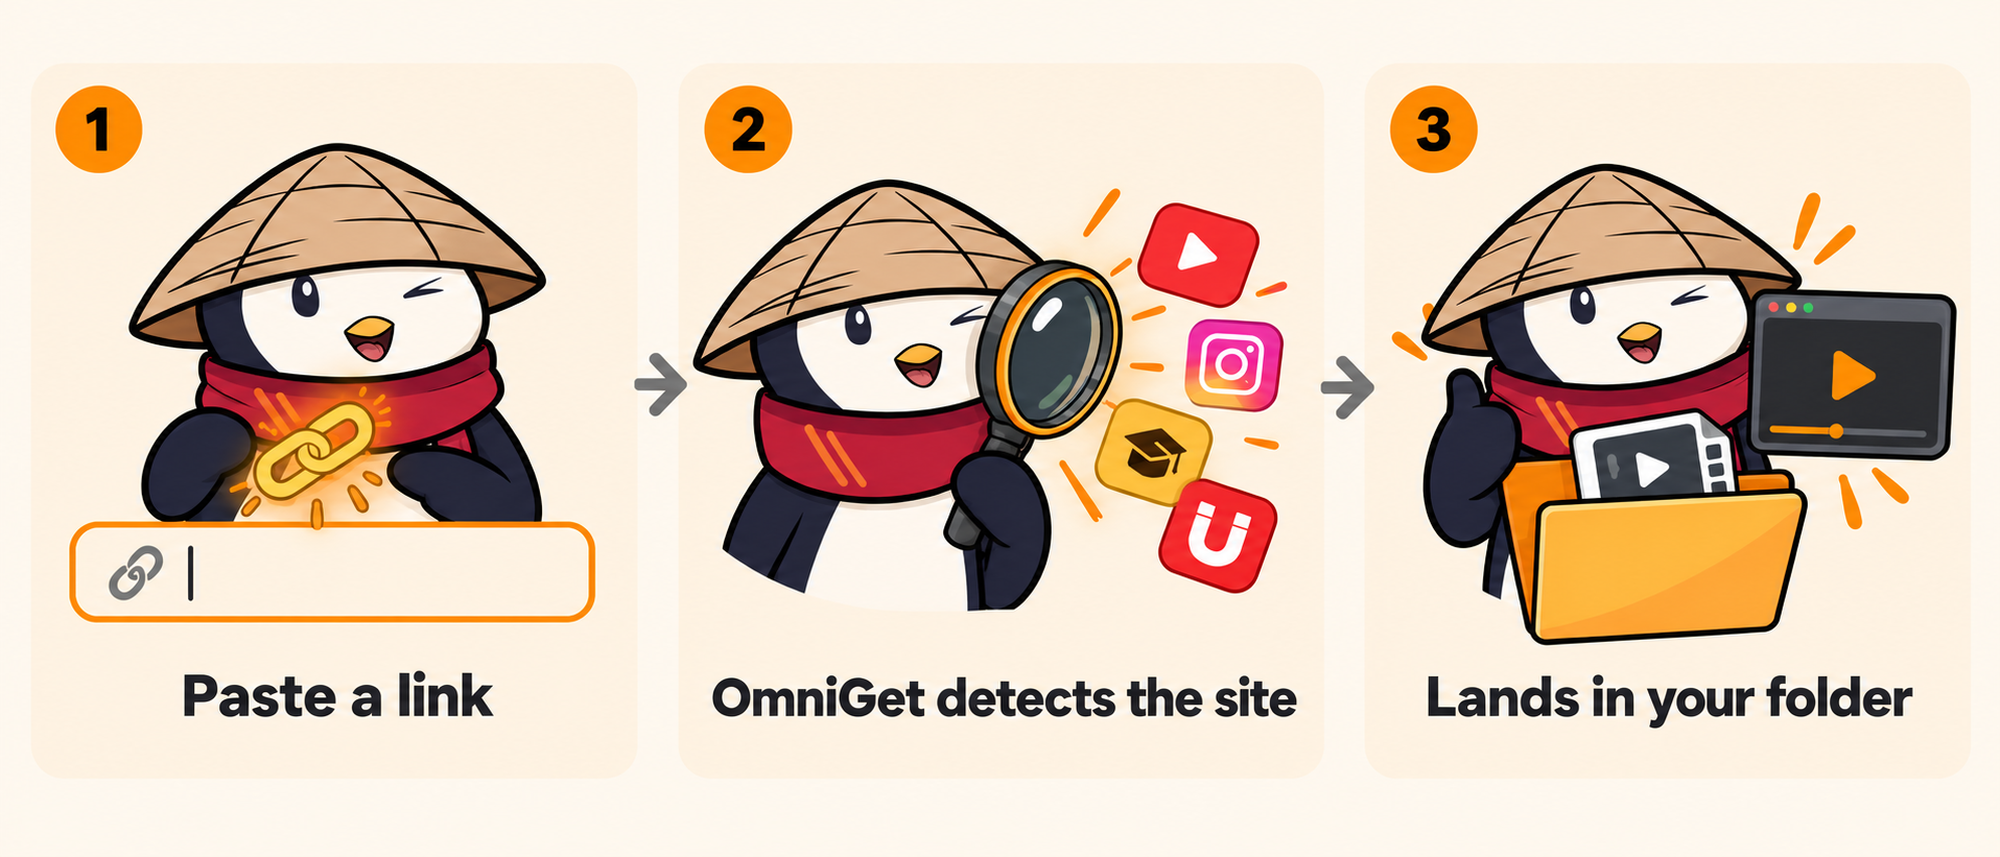 1
Paste a link
2
OmniGet detects the site
3
Lands in your folder